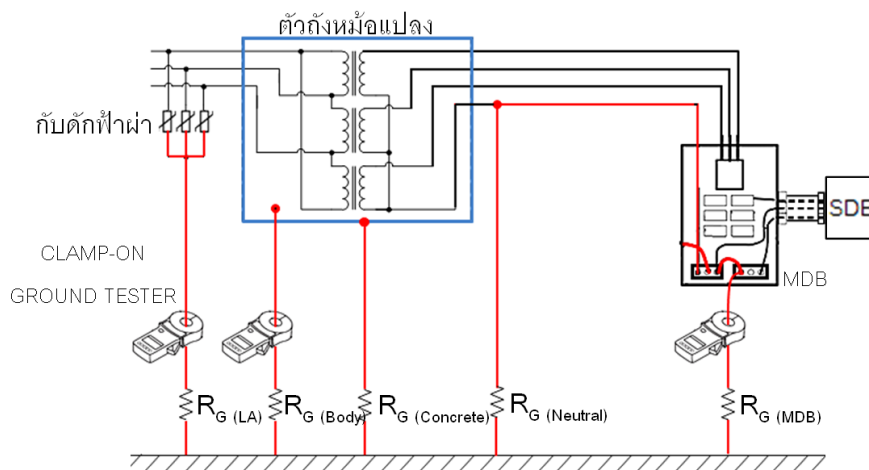 ตัวถังหม้อแปลง
กับดักฟ้าผ่า
SDB
MDB
CLAMP-ON
GROUND TESTER
RG (LA)
RG (Body)
RG (Concrete)
RG (Neutral)
RG (MDB)